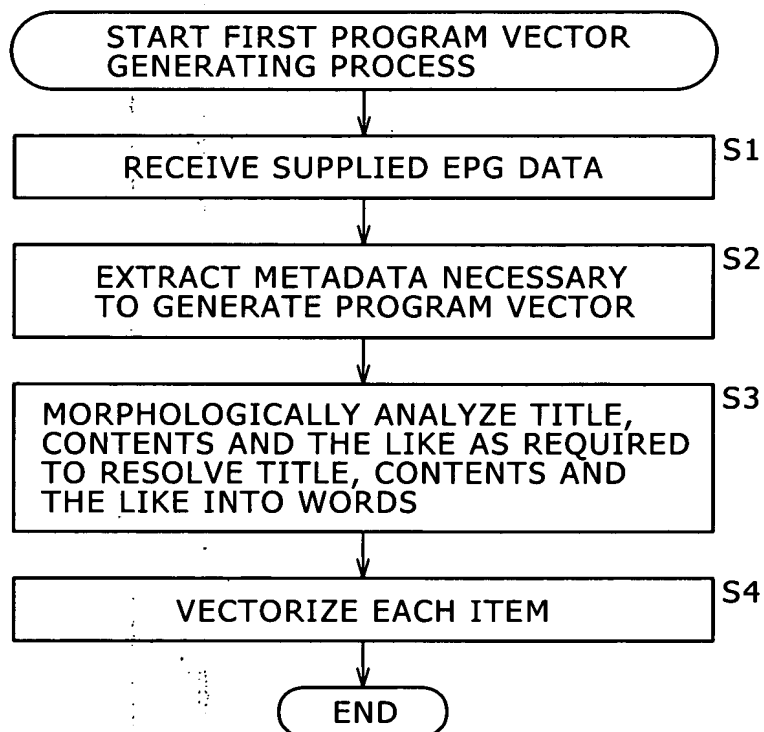 START FIRST PROGRAM VECTOR
GENERATING PROCESS
S1
RECEIVE SUPPLIED EPG DATA
S2
EXTRACT METADATA NECESSARY
TO GENERATE PROGRAM VECTOR
S3
MORPHOLOGICALLY ANALYZE TITLE,
CONTENTS AND THE LIKE AS REQUIRED
TO RESOLVE TITLE, CONTENTS AND
THE LIKE INTO WORDS
S4
VECTORIZE EACH ITEM
END